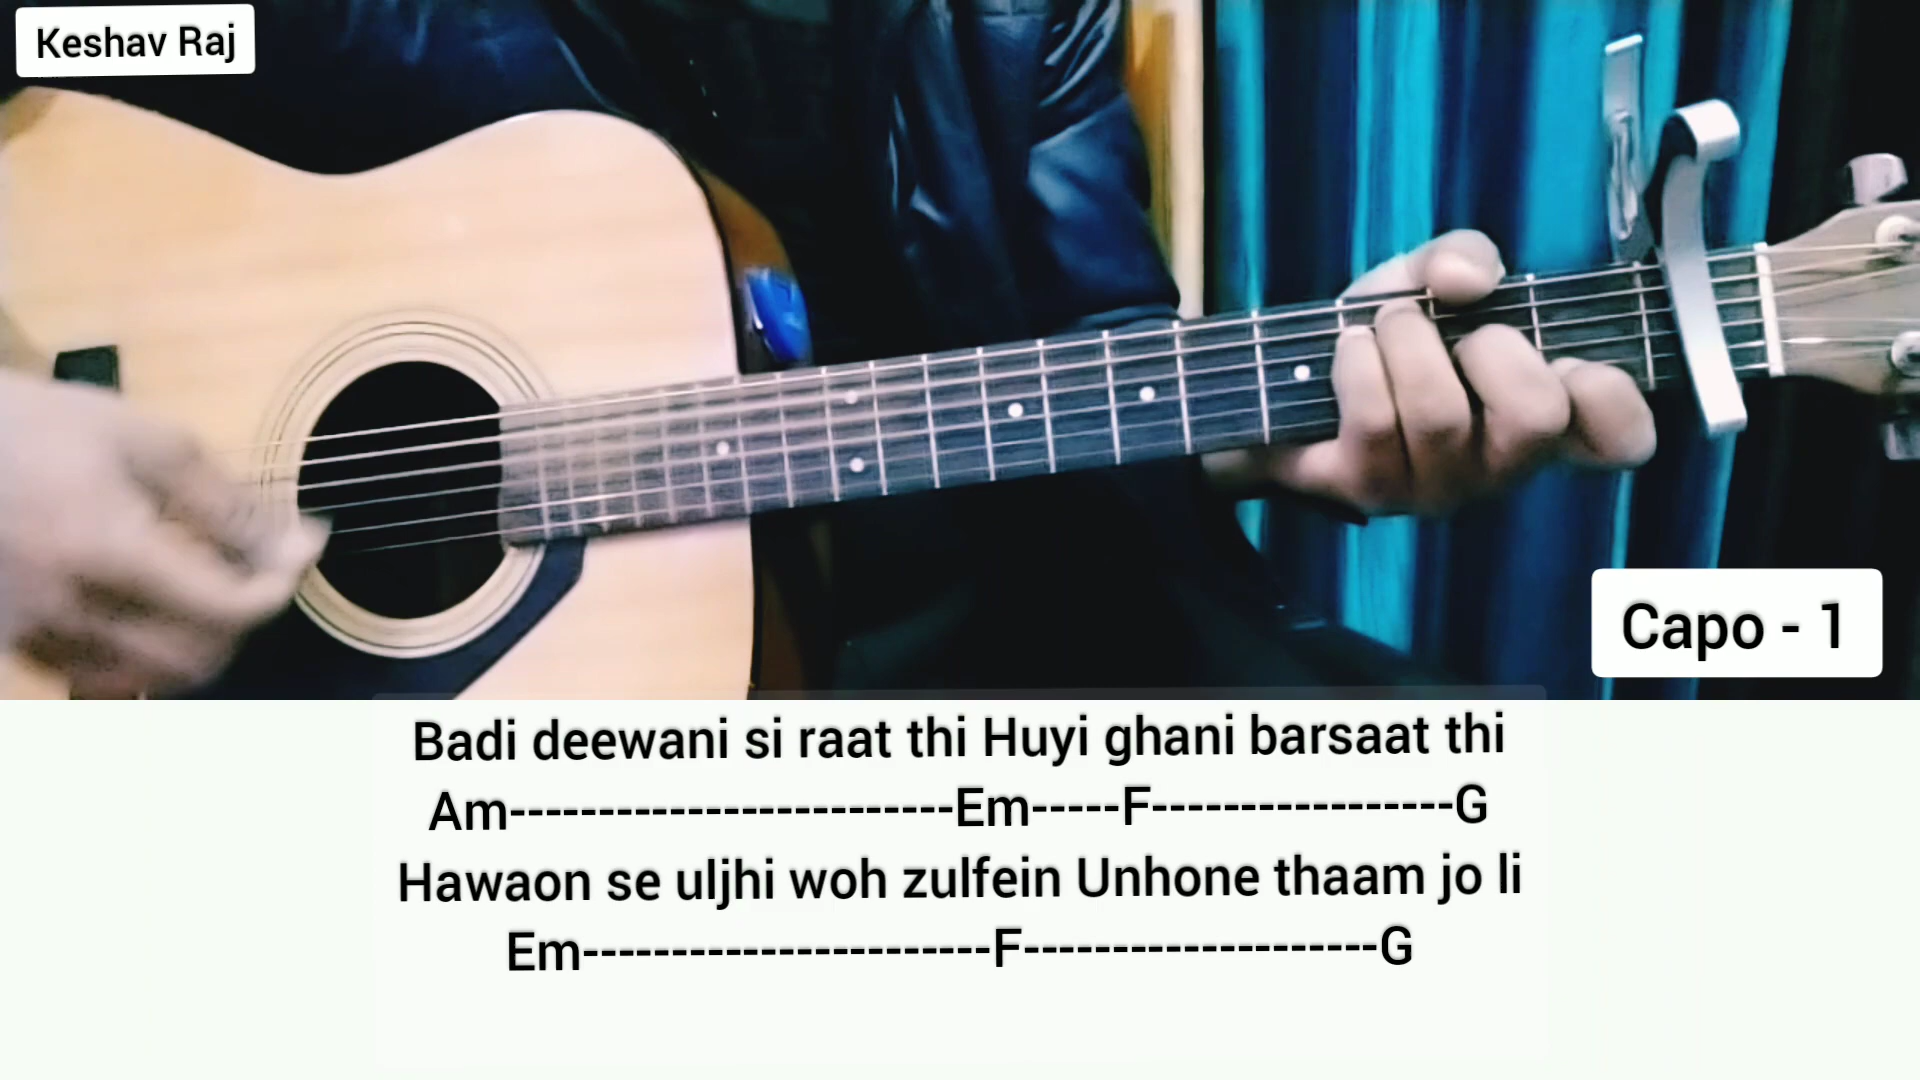 Keshav Raj
Capo - 1
Badi deewani si raat thi Huyi ghani barsaat thi
Am-------------------------Em-----F-----------------G
Hawaon se uljhi woh zulfein Unhone thaam jo li
Em-----------------------F--------------------G